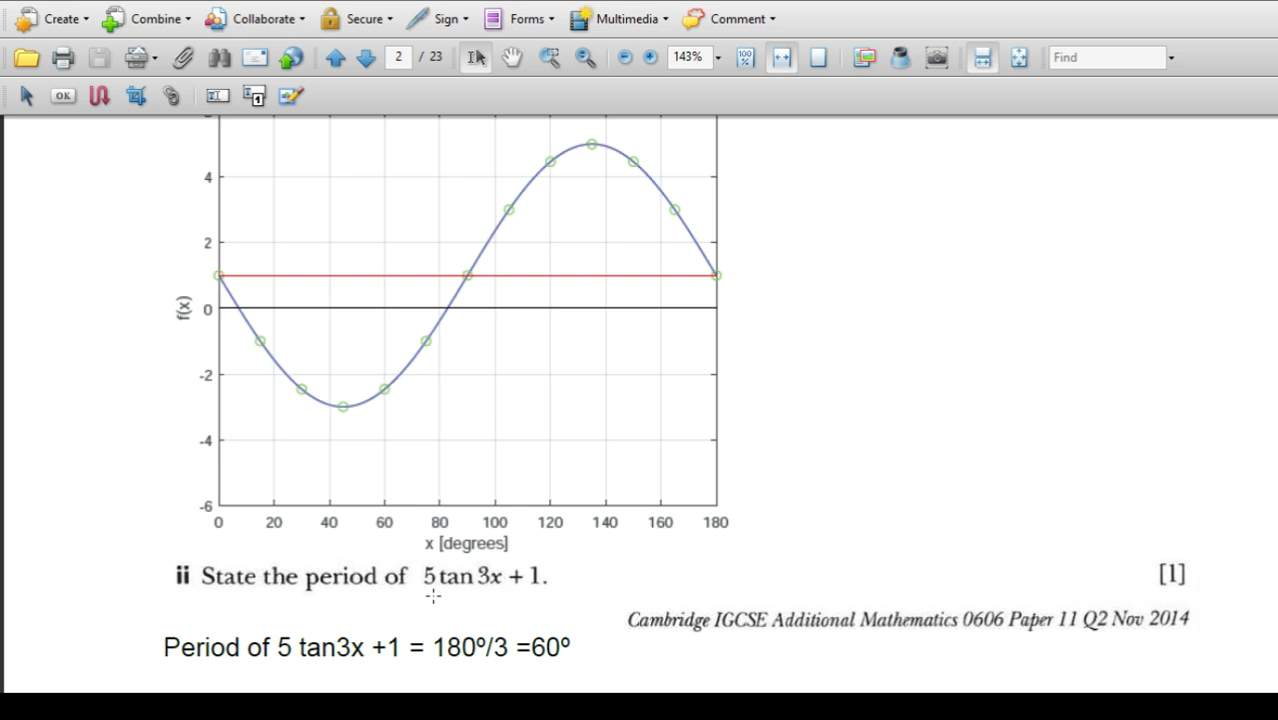 Create Combine Collaborate Secure Sign Forms Multimedia Comment
2 / 23 143% 100% Find
OK 1
4
2
0
-2
-4
-6
f(x)
0 20 40 60 80 100 120 140 160 180
x [degrees]
ii State the period of 5 tan 3x + 1. [1]
Cambridge IGCSE Additional Mathematics 0606 Paper 11 Q2 Nov 2014
Period of 5 tan3x +1 = 180º/3 =60º